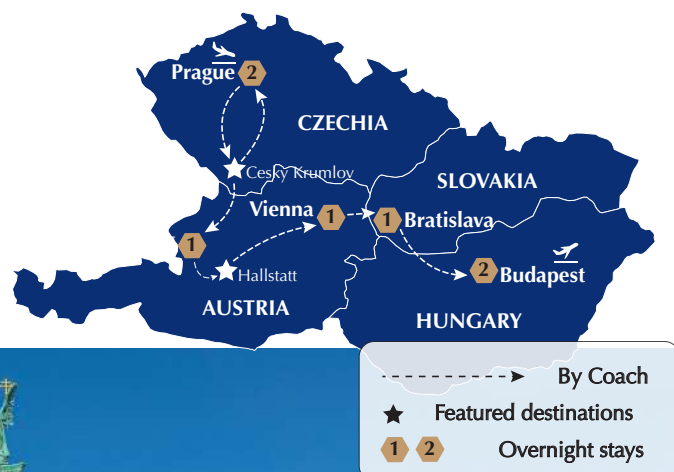 Prague 2
CZECHIA
Cesky Krumlov
SLOVAKIA
Vienna 1
1 Bratislava
1
Hallstatt
2 Budapest
AUSTRIA
HUNGARY
By Coach
Featured destinations
1 2 Overnight stays